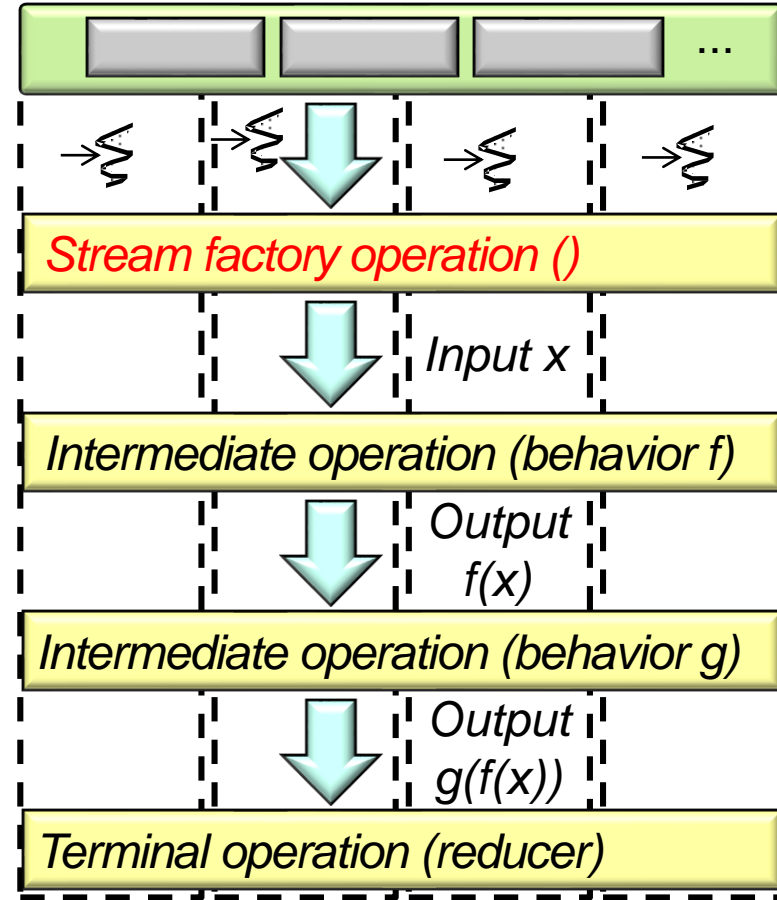 ...
Stream factory operation ()
Input x
Intermediate operation (behavior f)
Output
f(x)
Intermediate operation (behavior g)
Output
g(f(x))
Terminal operation (reducer)